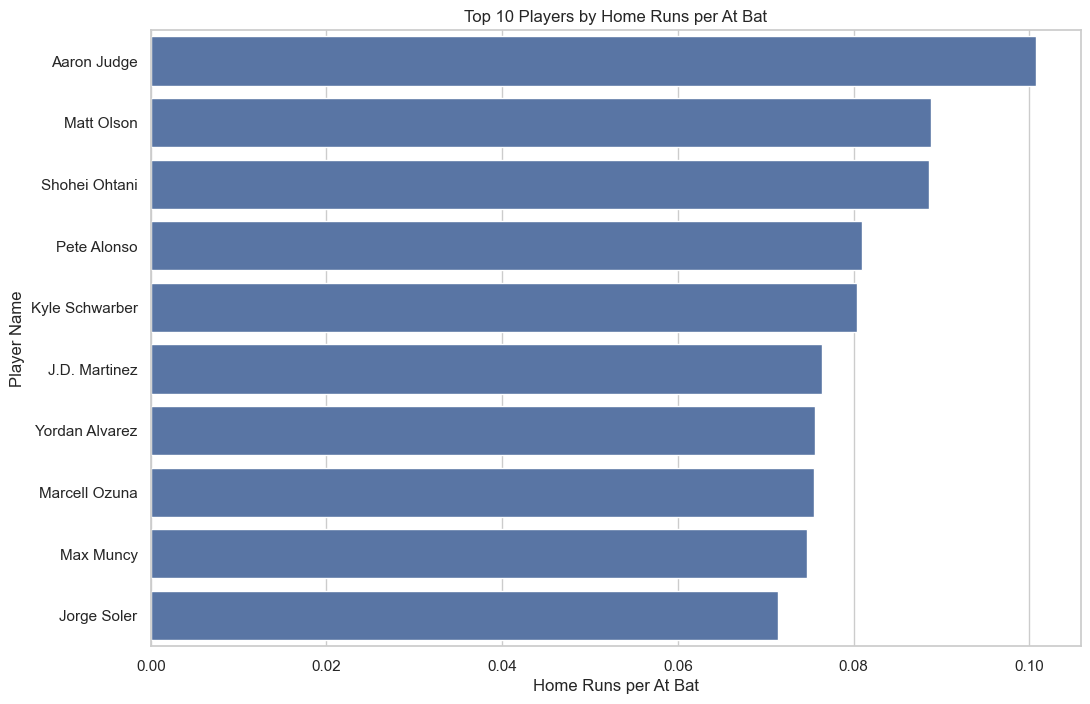 Top 10 Players by Home Runs per At Bat
Player Name
Aaron Judge
Matt Olson
Shohei Ohtani
Pete Alonso
Kyle Schwarber
J.D. Martinez
Yordan Alvarez
Marcell Ozuna
Max Muncy
Jorge Soler
0.00 0.02 0.04 0.06 0.08 0.10
Home Runs per At Bat